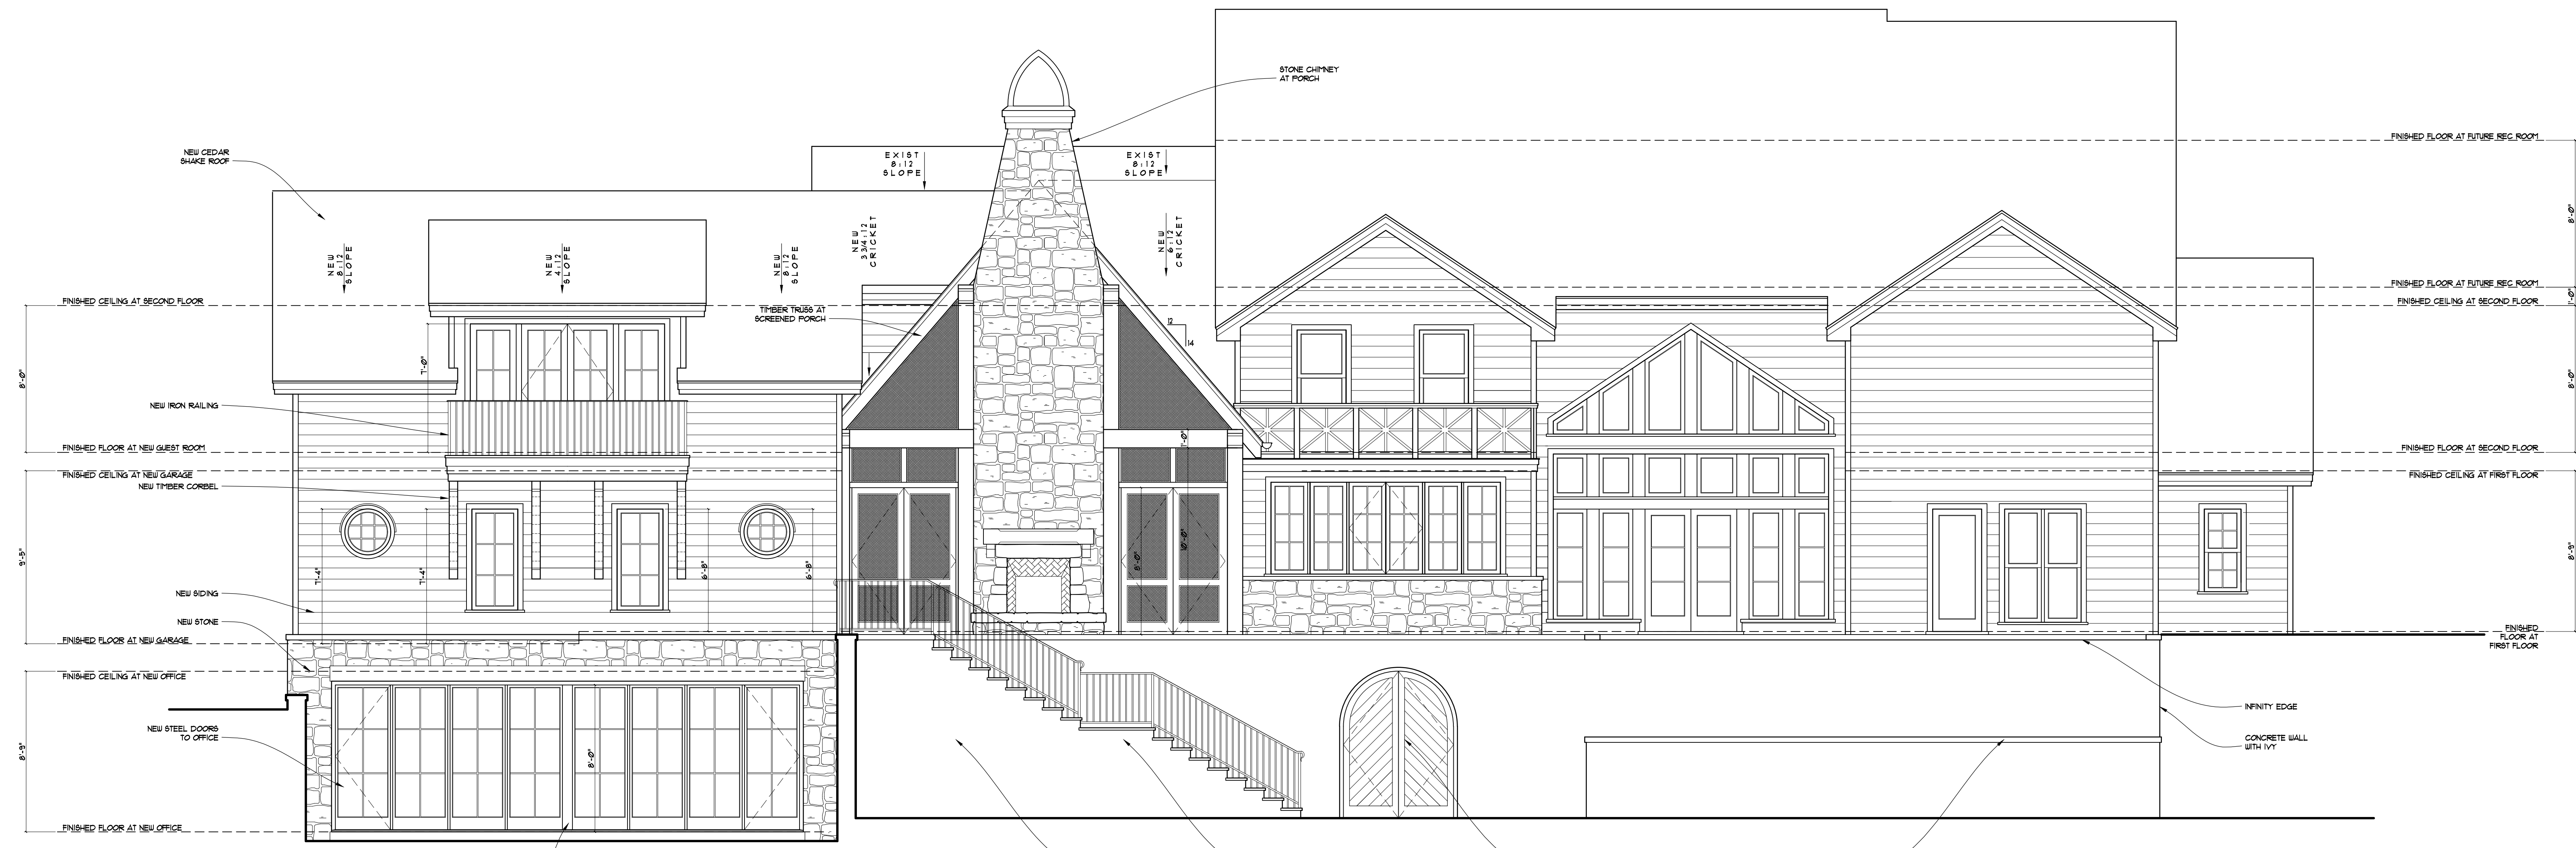 STONE CHIMNEY
AT PORCH
FINISHED FLOOR AT FUTURE REC ROOM
NEW CEDAR
SHAKE ROOF
EXIST
8:12
SLOPE
EXIST
8:12
SLOPE
8'-0"
NEW
8:12
SLOPE
NEW
4:12
SLOPE
NEW
8:12
SLOPE
NEW
3 3/4:12
CRICKET
NEW
6:12
CRICKET
FINISHED FLOOR AT FUTURE REC ROOM
1'-0"
FINISHED CEILING AT SECOND FLOOR
FINISHED CEILING AT SECOND FLOOR
TIMBER TRUSS AT
SCREENED PORCH
12
14
8'-0"
7'-0"
8'-0"
NEW IRON RAILING
FINISHED FLOOR AT NEW GUEST ROOM
1'-0"
FINISHED FLOOR AT SECOND FLOOR
FINISHED CEILING AT NEW GARAGE
FINISHED CEILING AT FIRST FLOOR
NEW TIMBER CORBEL
9'-5"
7'-4"
7'-4"
6'-8"
6'-8"
8'-0"
10'-0"
8'-9"
NEW SIDING
NEW STONE
FINISHED FLOOR AT NEW GARAGE
FINISHED
FLOOR AT
FIRST FLOOR
FINISHED CEILING AT NEW OFFICE
INFINITY EDGE
NEW STEEL DOORS
TO OFFICE
CONCRETE WALL
WITH IVY
8'-9"
8'-0"
FINISHED FLOOR AT NEW OFFICE